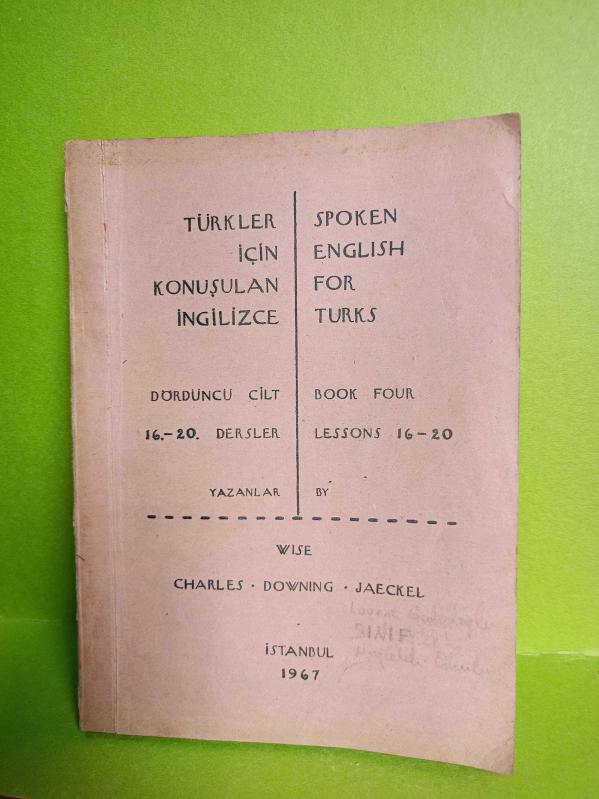 TÜRKLER
İÇİN
KONUŞULAN
İNGİLİZCE
DÖRDÜNCÜ CİLT
16.-20. DERSLER
YAZANLAR
SPOKEN
ENGLISH
FOR
TURKS
BOOK FOUR
LESSONS 16-20
BY
WISE
CHARLES · DOWNING · JAECKEL
SINIF
İSTANBUL
1967